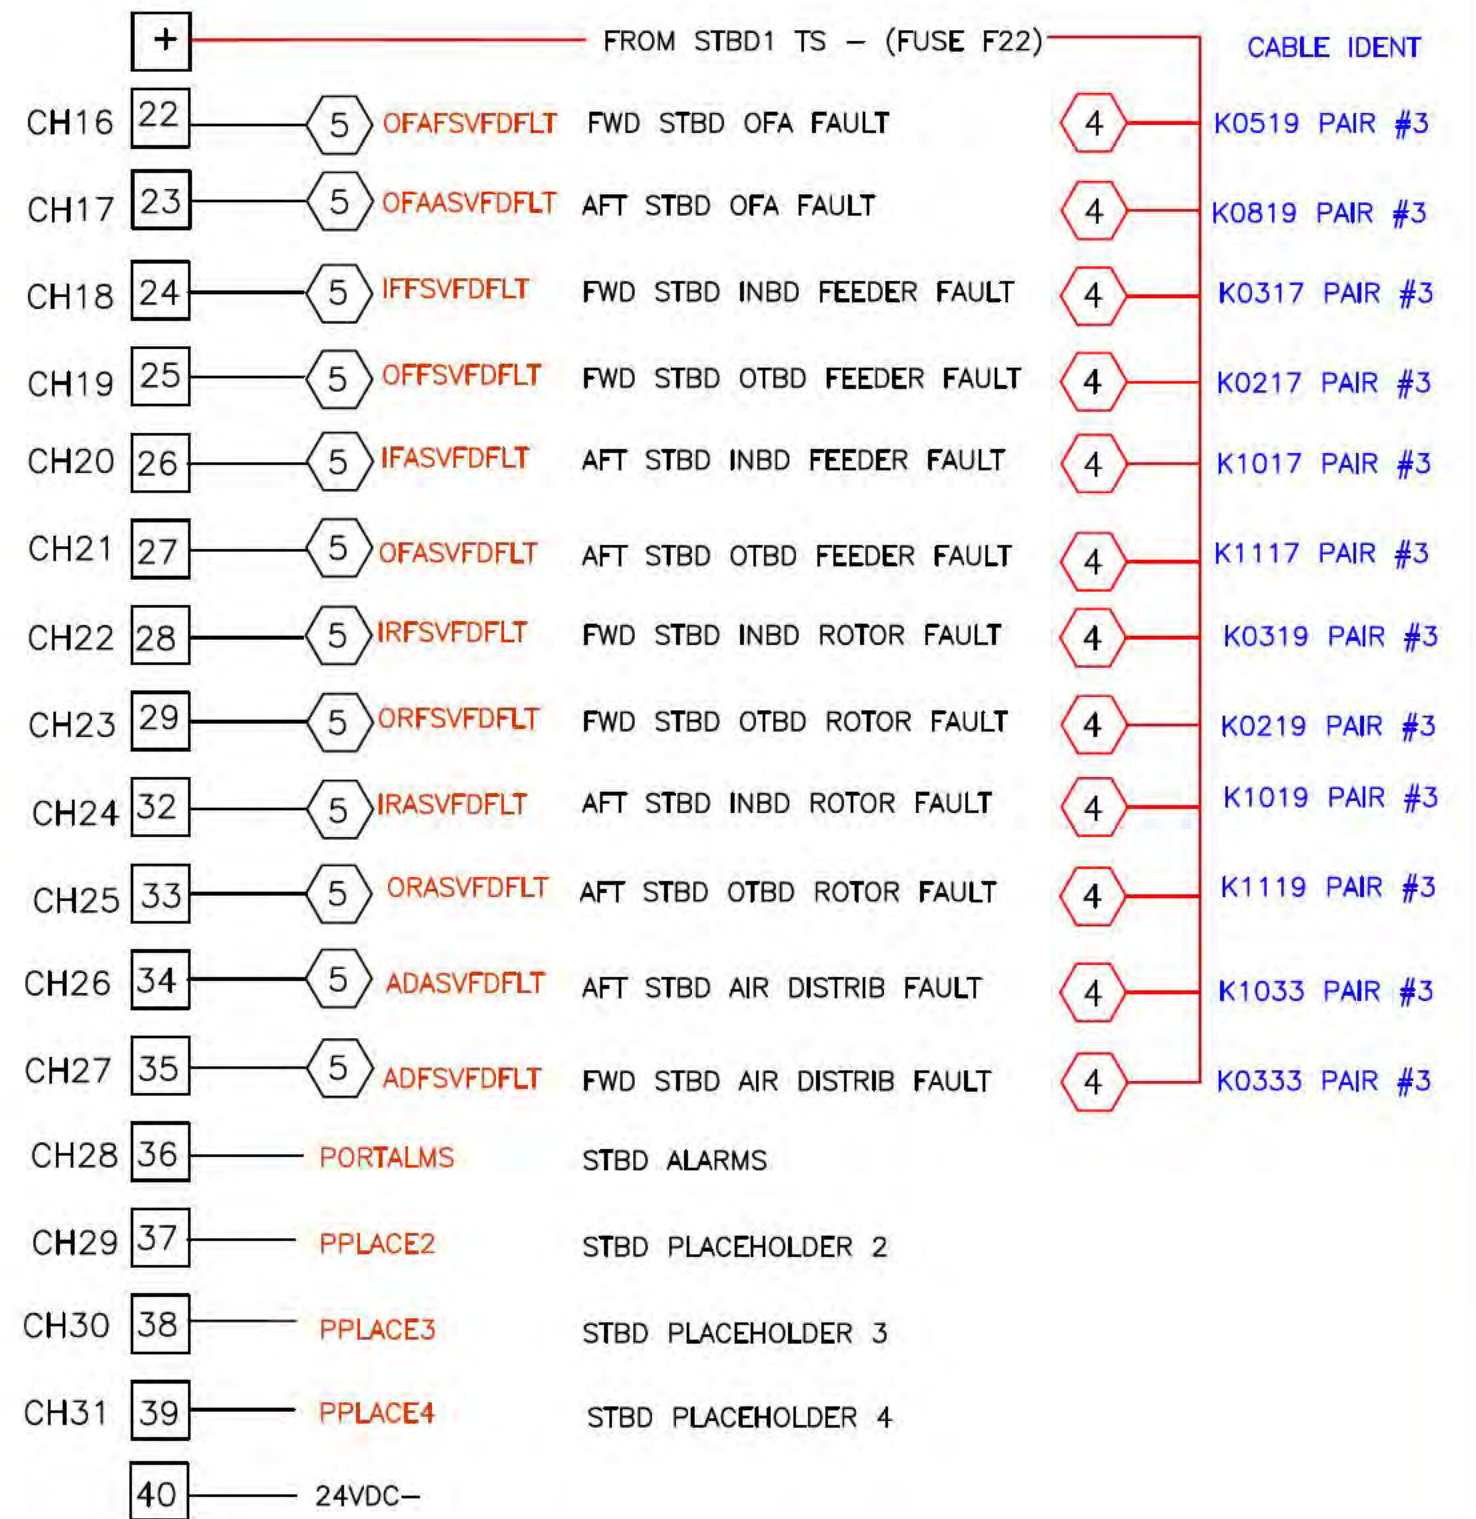 + FROM STBD1 TS – (FUSE F22) CABLE IDENT
CH16 22 5 OFAFSVFDFLT FWD STBD OFA FAULT 4 K0519 PAIR #3
CH17 23 5 OFAASVFDFLT AFT STBD OFA FAULT 4 K0819 PAIR #3
CH18 24 5 IFFSVFDFLT FWD STBD INBD FEEDER FAULT 4 K0317 PAIR #3
CH19 25 5 OFFSVFDFLT FWD STBD OTBD FEEDER FAULT 4 K0217 PAIR #3
CH20 26 5 IFASVFDFLT AFT STBD INBD FEEDER FAULT 4 K1017 PAIR #3
CH21 27 5 OFASVFDFLT AFT STBD OTBD FEEDER FAULT 4 K1117 PAIR #3
CH22 28 5 IRFSVFDFLT FWD STBD INBD ROTOR FAULT 4 K0319 PAIR #3
CH23 29 5 ORFSVFDFLT FWD STBD OTBD ROTOR FAULT 4 K0219 PAIR #3
CH24 32 5 IRASVFDFLT AFT STBD INBD ROTOR FAULT 4 K1019 PAIR #3
CH25 33 5 ORASVFDFLT AFT STBD OTBD ROTOR FAULT 4 K1119 PAIR #3
CH26 34 5 ADASVFDFLT AFT STBD AIR DISTRIB FAULT 4 K1033 PAIR #3
CH27 35 5 ADFSVFDFLT FWD STBD AIR DISTRIB FAULT 4 K0333 PAIR #3
CH28 36 PORTALMS STBD ALARMS
CH29 37 PPLACE2 STBD PLACEHOLDER 2
CH30 38 PPLACE3 STBD PLACEHOLDER 3
CH31 39 PPLACE4 STBD PLACEHOLDER 4
40 24VDC–